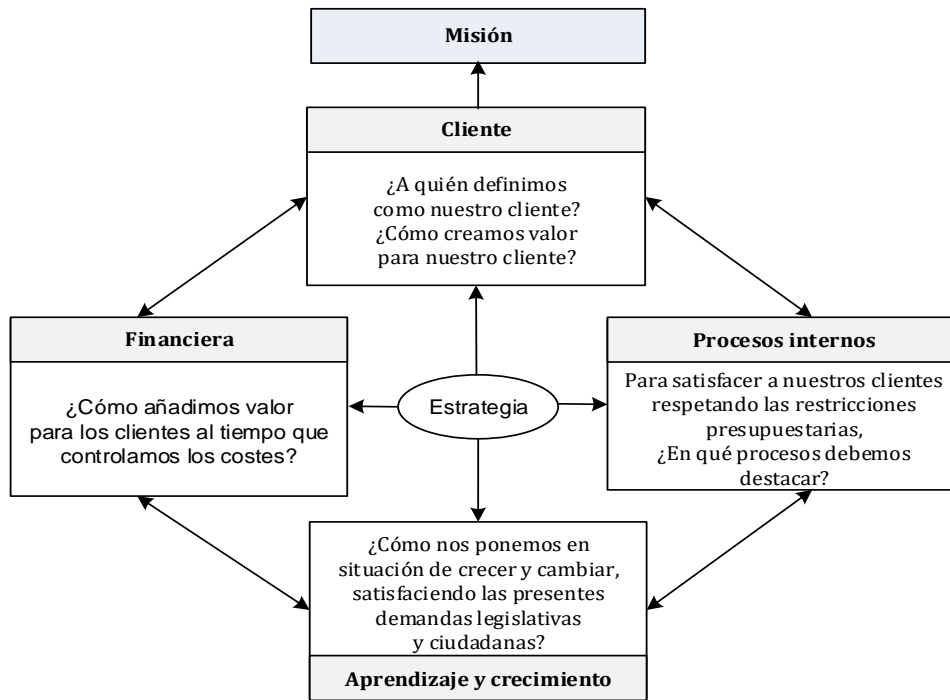 Misión
Cliente
¿A quién definimos
como nuestro cliente?
¿Cómo creamos valor
para nuestro cliente?
Financiera
¿Cómo añadimos valor
para los clientes al tiempo que
controlamos los costes?
Estrategia
Procesos internos
Para satisfacer a nuestros clientes
respetando las restricciones
presupuestarias,
¿En qué procesos debemos
destacar?
¿Cómo nos ponemos en
situación de crecer y cambiar,
satisfaciendo las presentes
demandas legislativas
y ciudadanas?
Aprendizaje y crecimiento